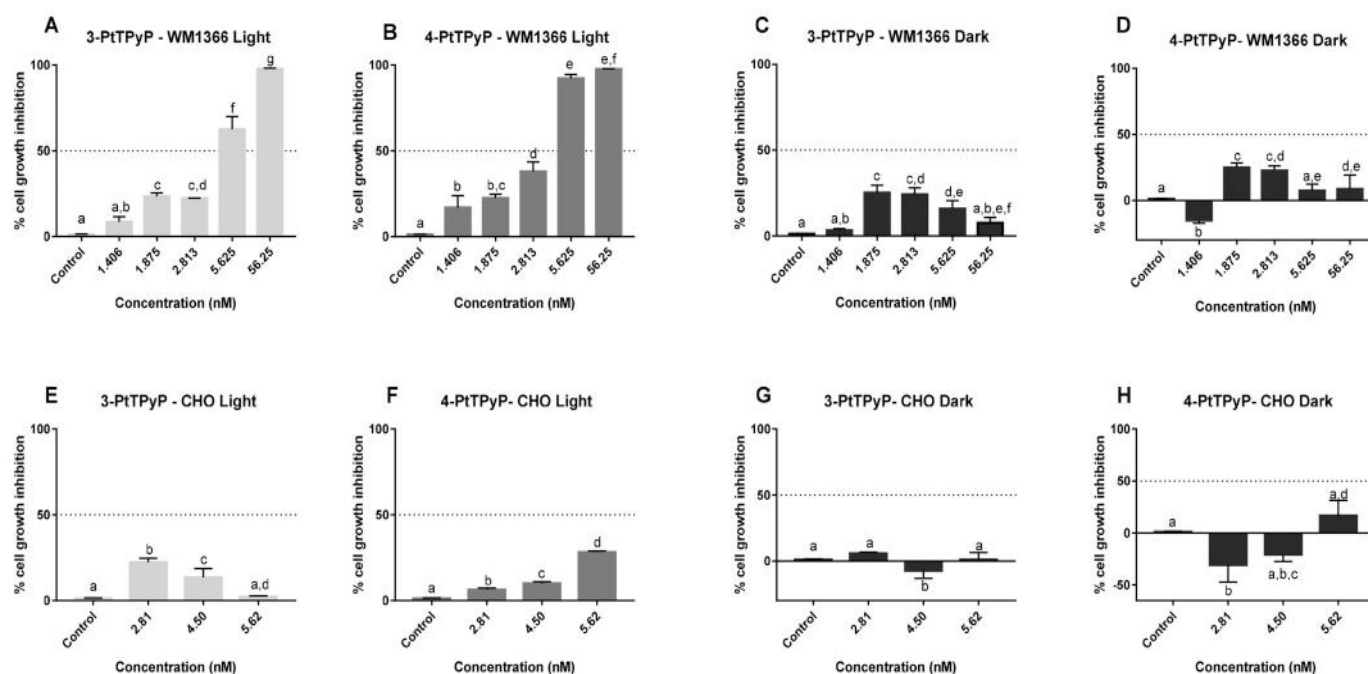 A
3-PtTPyP - WM1366 Light
% cell growth inhibition
100
50
0
a
a,b
c
c,d
f
g
Control
1.406
1.875
2.813
5.625
56.25
Concentration (nM)
B
4-PtTPyP - WM1366 Light
% cell growth inhibition
100
50
0
a
b
b,c
d
e
e,f
Control
1.406
1.875
2.813
5.625
56.25
Concentration (nM)
C
3-PtTPyP - WM1366 Dark
% cell growth inhibition
100
50
0
a
a,b
c
c,d
d,e
a,b,e,f
Control
1.406
1.875
2.813
5.625
56.25
Concentration (nM)
D
4-PtTPyP- WM1366 Dark
% cell growth inhibition
100
50
0
a
b
c
c,d
a,e
d,e
Control
1.406
1.875
2.813
5.625
56.25
Concentration (nM)
E
3-PtTPyP - CHO Light
% cell growth inhibition
100
50
0
a
b
c
a,d
Control
2.81
4.50
5.62
Concentration (nM)
F
4-PtTPyP- CHO Light
% cell growth inhibition
100
50
0
a
b
c
d
Control
2.81
4.50
5.62
Concentration (nM)
G
3-PtTPyP- CHO Dark
% cell growth inhibition
100
50
0
a
a
b
a
Control
2.81
4.50
5.62
Concentration (nM)
H
4-PtTPyP- CHO Dark
% cell growth inhibition
100
50
0
-50
a
b
a,b,c
a,d
Control
2.81
4.50
5.62
Concentration (nM)